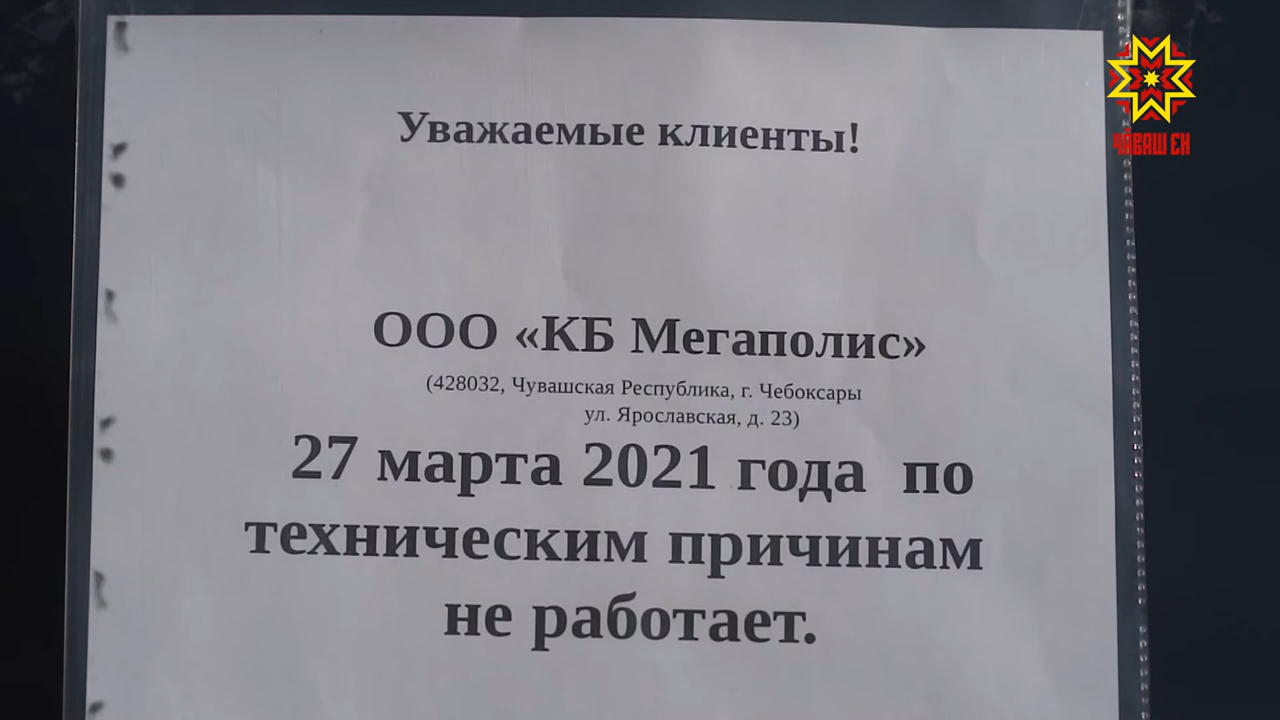 ЧӐВАШ ЕН
Уважаемые клиенты!
ООО «КБ Мегаполис»
(428032, Чувашская Республика, г. Чебоксары
ул. Ярославская, д. 23)
27 марта 2021 года по
техническим причинам
не работает.